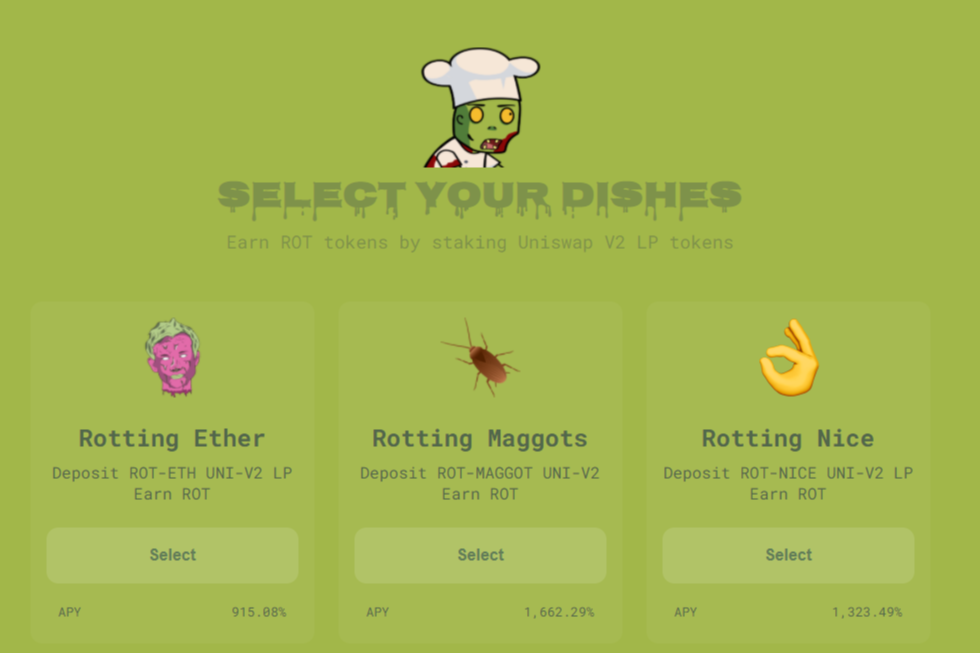 SELECT YOUR DISHES
Earn ROT tokens by staking Uniswap V2 LP tokens
Rotting Ether
Deposit ROT-ETH UNI-V2 LP
Earn ROT
Select
APY 915.08%
Rotting Maggots
Deposit ROT-MAGGOT UNI-V2
Earn ROT
Select
APY 1,662.29%
Rotting Nice
Deposit ROT-NICE UNI-V2 LP
Earn ROT
Select
APY 1,323.49%